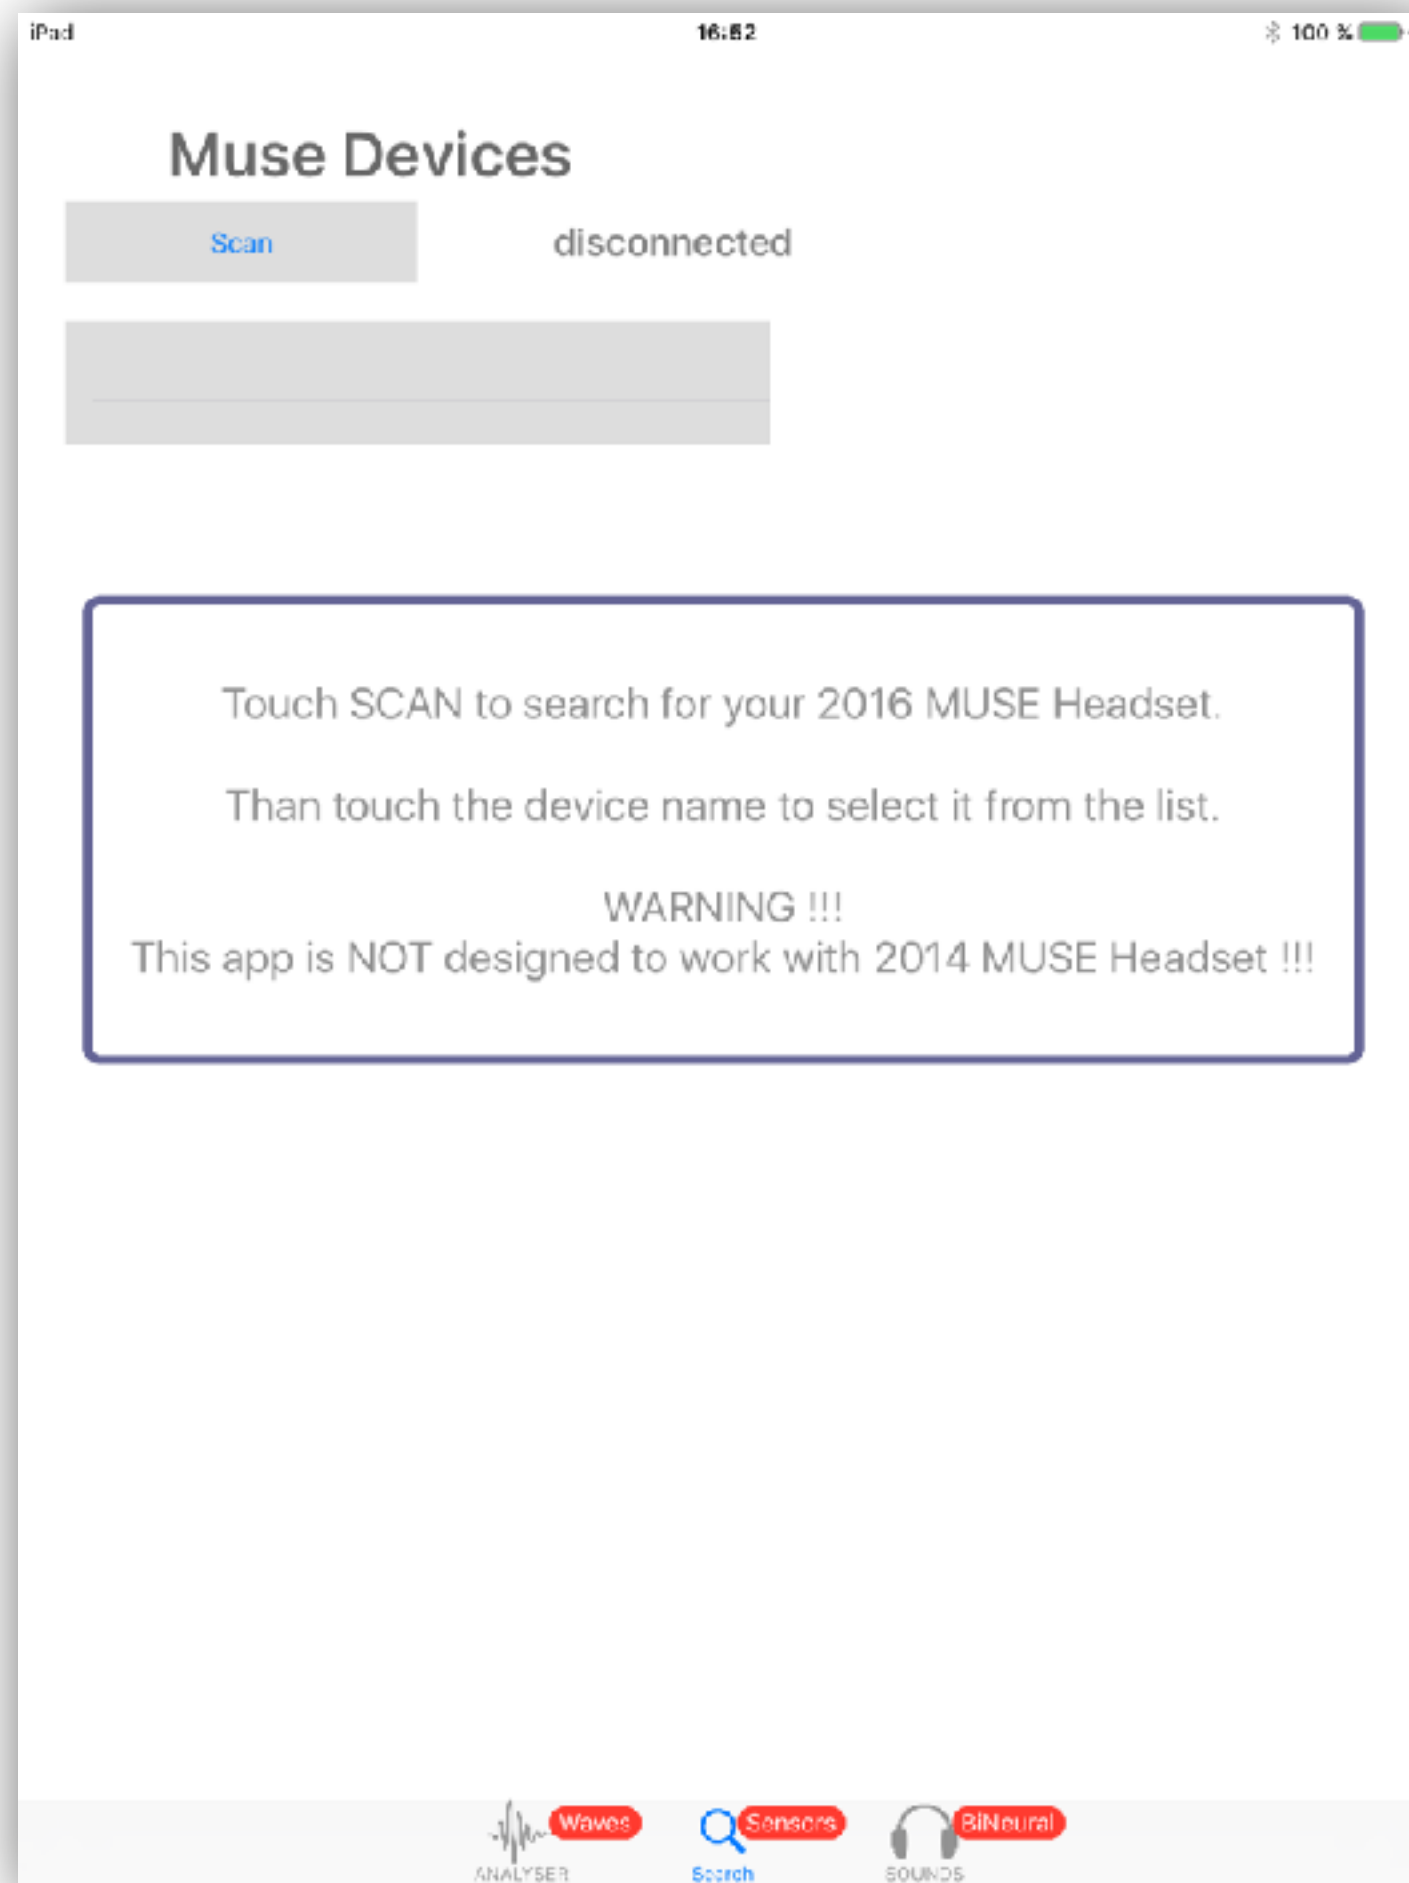 iPad 16:52 100 %
Muse Devices
Scan disconnected
Touch SCAN to search for your 2016 MUSE Headset.
Than touch the device name to select it from the list.
WARNING !!!
This app is NOT designed to work with 2014 MUSE Headset !!!
Waves Sensors BiNeural
ANALYSER Search SOUNDS